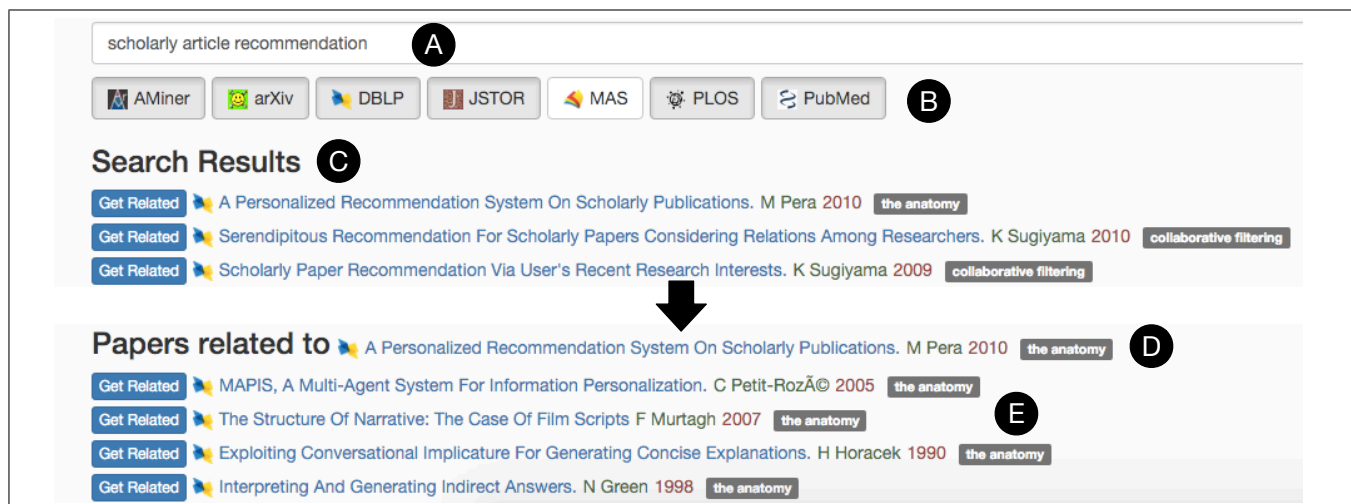 scholarly article recommendation A
AMiner arXiv DBLP JSTOR MAS PLOS PubMed B
Search Results C
Get Related A Personalized Recommendation System On Scholarly Publications. M Pera 2010 the anatomy
Get Related Serendipitous Recommendation For Scholarly Papers Considering Relations Among Researchers. K Sugiyama 2010 collaborative filtering
Get Related Scholarly Paper Recommendation Via User's Recent Research Interests. K Sugiyama 2009 collaborative filtering
Papers related to A Personalized Recommendation System On Scholarly Publications. M Pera 2010 the anatomy D
Get Related MAPIS, A Multi-Agent System For Information Personalization. C Petit-RozÃ© 2005 the anatomy
Get Related The Structure Of Narrative: The Case Of Film Scripts F Murtagh 2007 the anatomy E
Get Related Exploiting Conversational Implicature For Generating Concise Explanations. H Horacek 1990 the anatomy
Get Related Interpreting And Generating Indirect Answers. N Green 1998 the anatomy